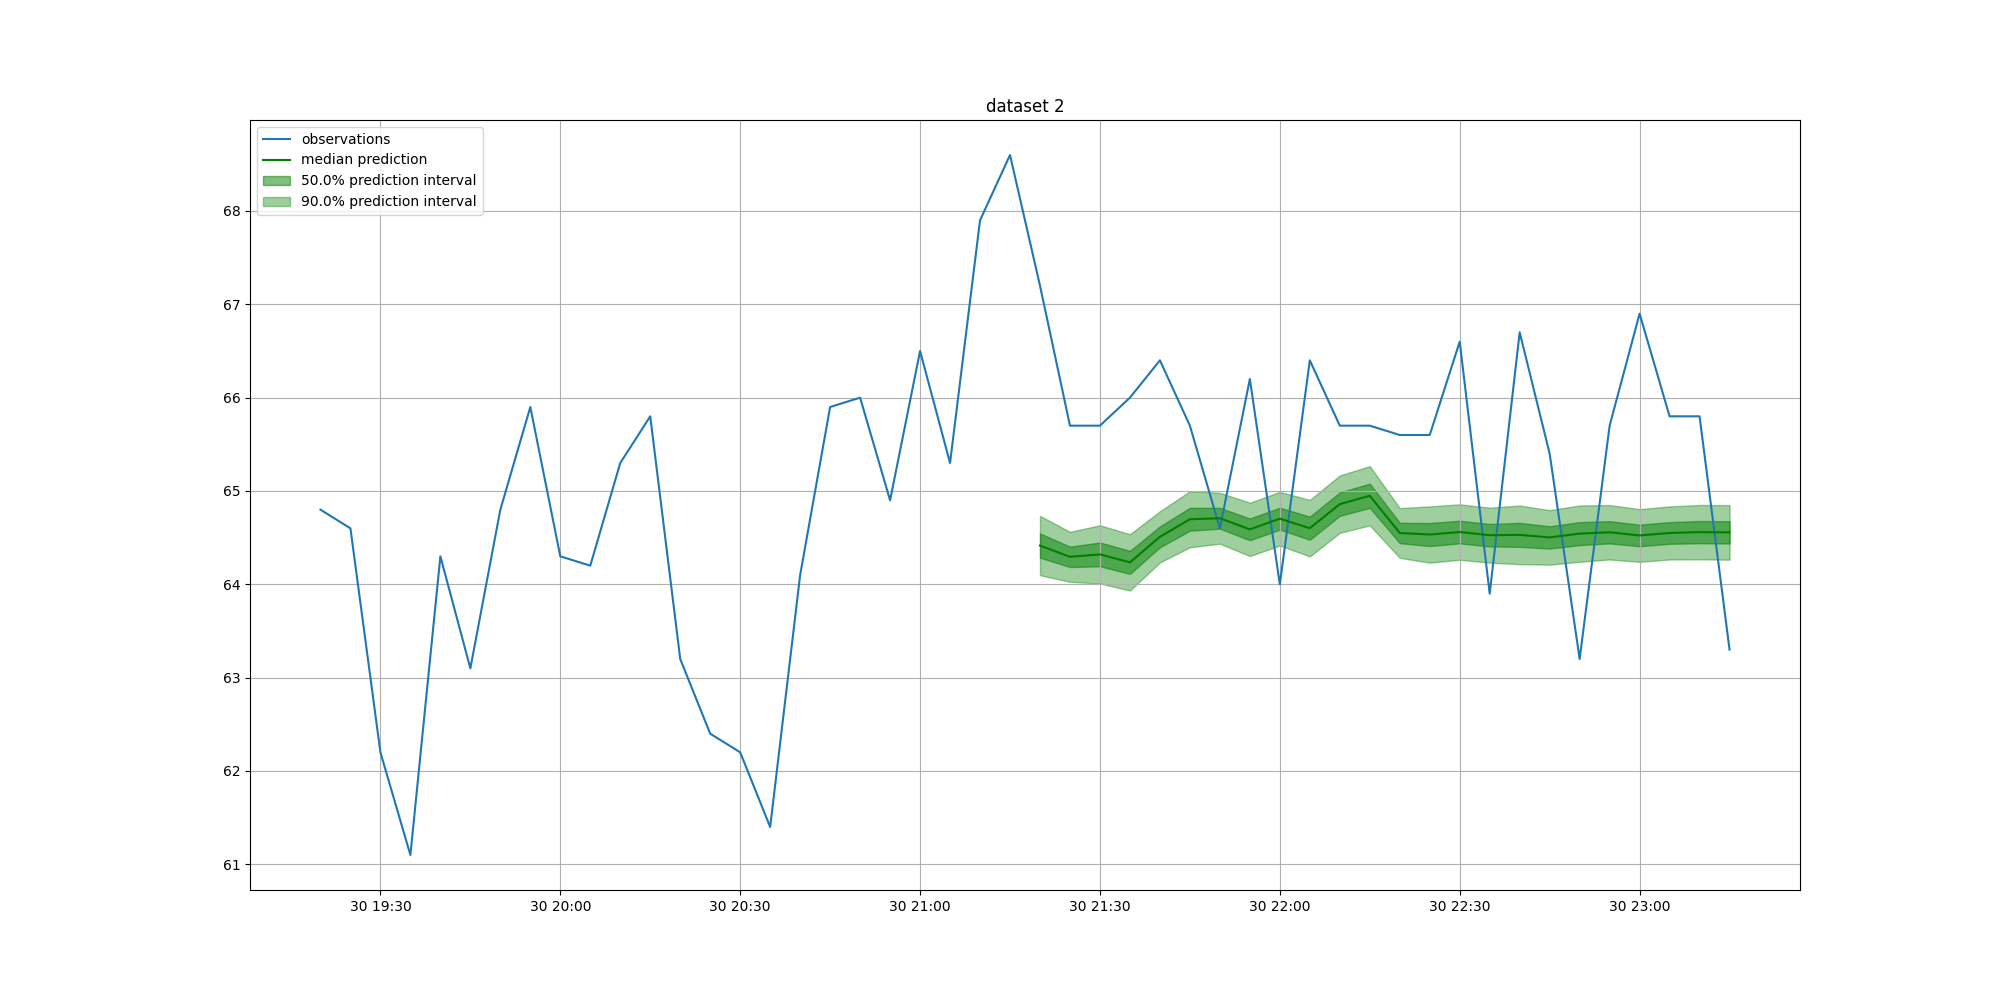 dataset 2
observations
median prediction
50.0% prediction interval
90.0% prediction interval
68
67
66
65
64
63
62
61
30 19:30 30 20:00 30 20:30 30 21:00 30 21:30 30 22:00 30 22:30 30 23:00